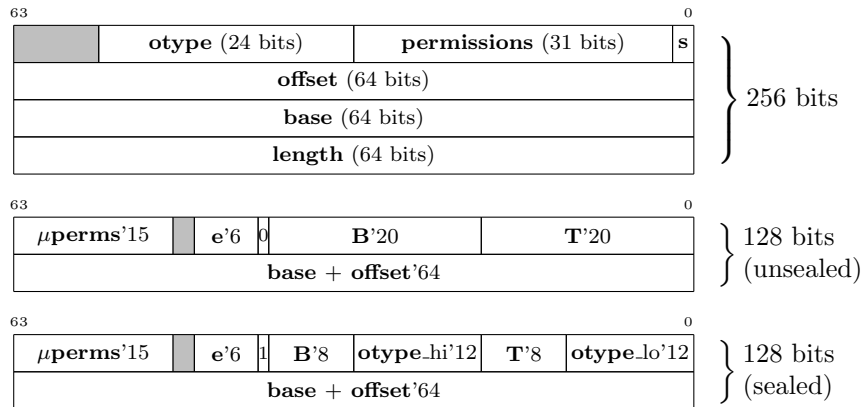 63 0
otype (24 bits) permissions (31 bits) s
offset (64 bits)
base (64 bits)
length (64 bits)
256 bits
63 0
μperms'15 e'6 0 B'20 T'20
base + offset'64
128 bits
(unsealed)
63 0
μperms'15 e'6 1 B'8 otype_hi'12 T'8 otype_lo'12
base + offset'64
128 bits
(sealed)